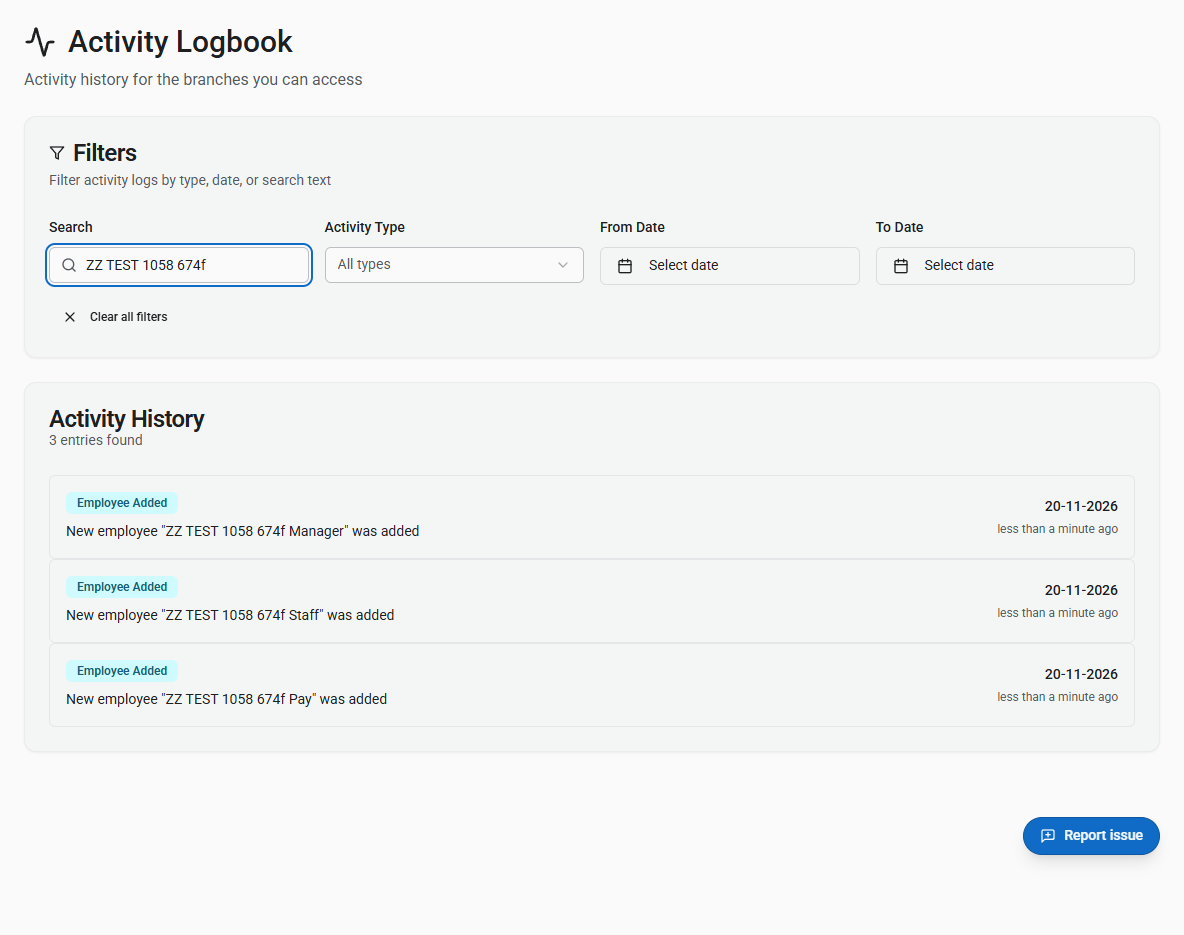 Activity Logbook
Activity history for the branches you can access
Filters
Filter activity logs by type, date, or search text
Search
Activity Type
From Date
To Date
ZZ TEST 1058 674f
All types
Select date
Select date
Clear all filters
Activity History
3 entries found
Employee Added
20-11-2026
New employee "ZZ TEST 1058 674f Manager" was added
less than a minute ago
Employee Added
20-11-2026
New employee "ZZ TEST 1058 674f Staff" was added
less than a minute ago
Employee Added
20-11-2026
New employee "ZZ TEST 1058 674f Pay" was added
less than a minute ago
Report issue